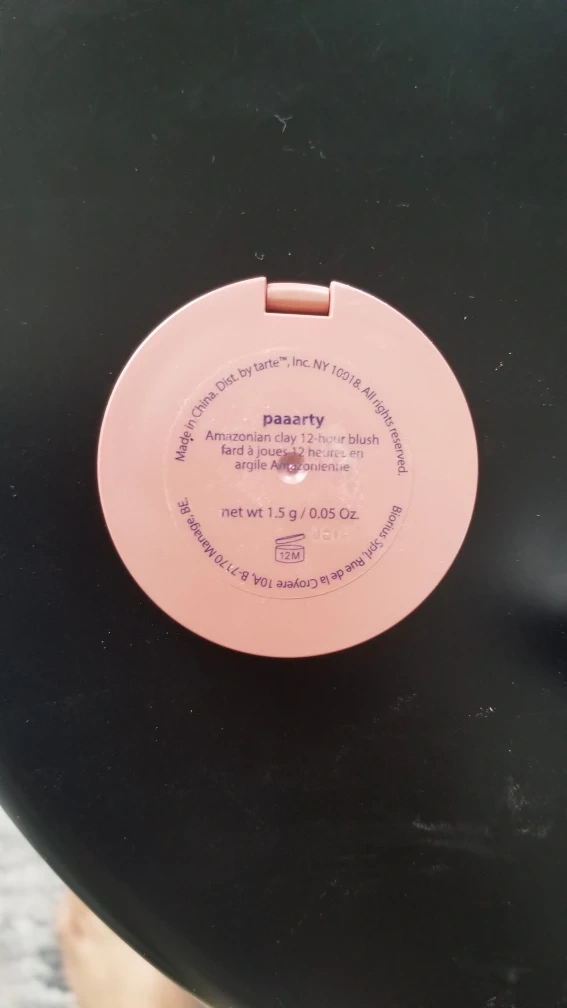 Made in China. Dist. by tarte™, Inc. NY 10018. All rights reserved.
paaarty
Amazonian clay 12-hour blush
fard à joues 12 heures en
argile Amazonienne
net wt 1.5 g / 0.05 Oz.
12M
Biorius Sprl, Rue de la Croyere 10A, B-7170 Manage, BE